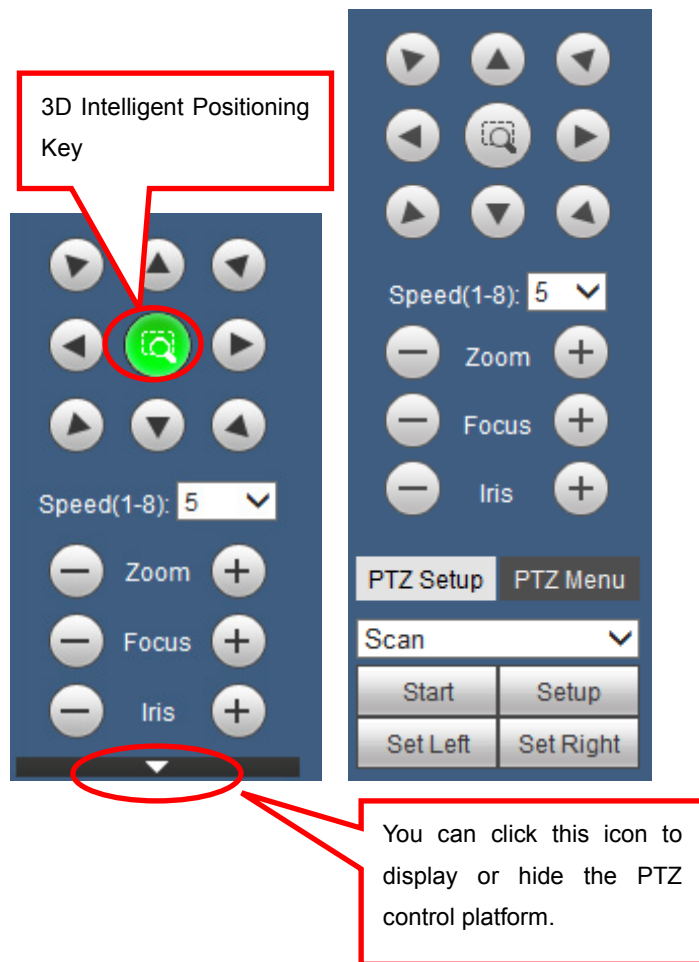 3D Intelligent Positioning
Key
Speed(1-8): 5
Zoom
Focus
Iris
Speed(1-8): 5
Zoom
Focus
Iris
PTZ Setup PTZ Menu
Scan
Start Setup
Set Left Set Right
You can click this icon to
display or hide the PTZ
control platform.